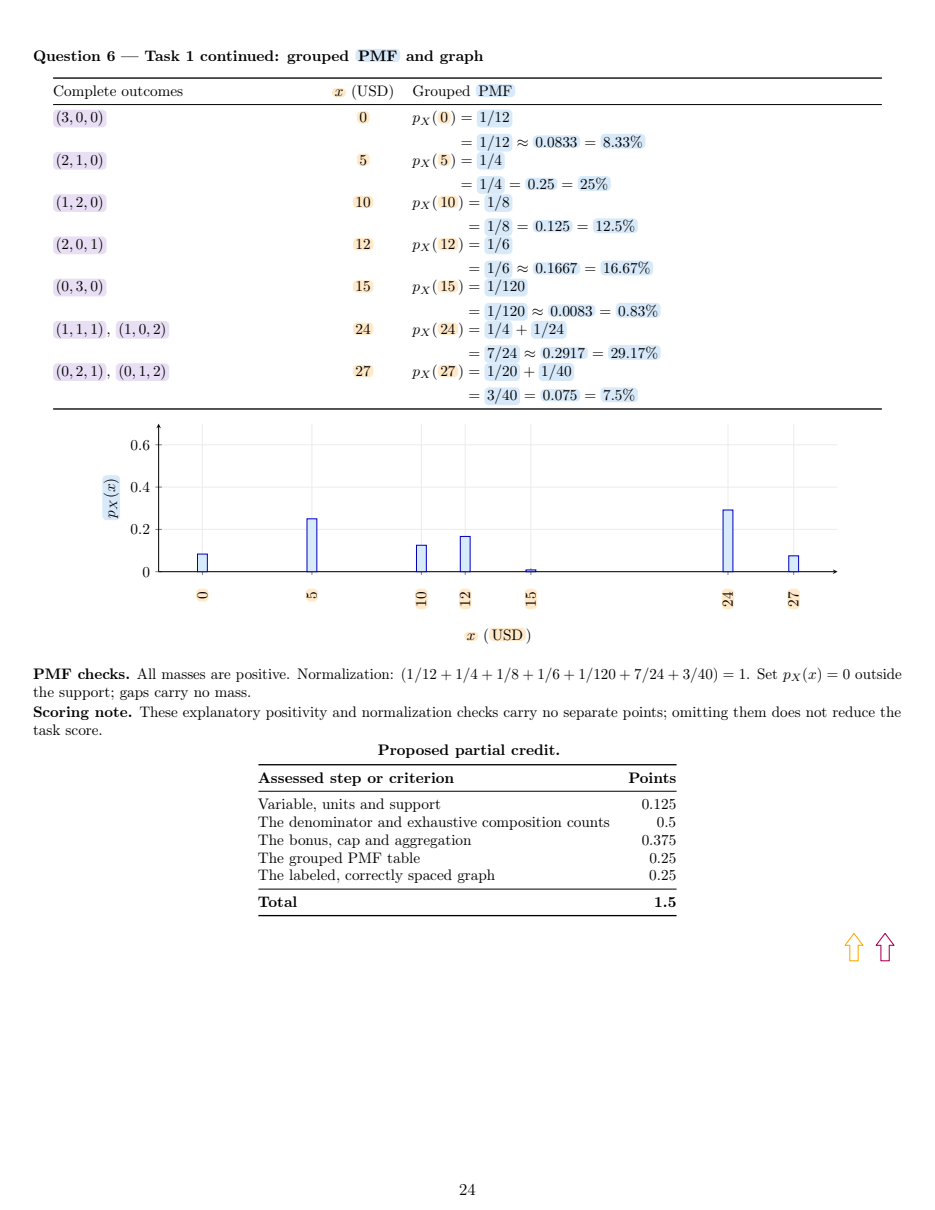 Question 6 — Task 1 continued: grouped PMF and graph
Complete outcomes x (USD) Grouped PMF
(3, 0, 0) 0 pX(0) = 1/12
= 1/12 ≈ 0.0833 = 8.33%
(2, 1, 0) 5 pX(5) = 1/4
= 1/4 = 0.25 = 25%
(1, 2, 0) 10 pX(10) = 1/8
= 1/8 = 0.125 = 12.5%
(2, 0, 1) 12 pX(12) = 1/6
= 1/6 ≈ 0.1667 = 16.67%
(0, 3, 0) 15 pX(15) = 1/120
= 1/120 ≈ 0.0083 = 0.83%
(1, 1, 1), (1, 0, 2) 24 pX(24) = 1/4 + 1/24
= 7/24 ≈ 0.2917 = 29.17%
(0, 2, 1), (0, 1, 2) 27 pX(27) = 1/20 + 1/40
= 3/40 = 0.075 = 7.5%
pX(x)
0.6
0.4
0.2
0
0 5 10 12 15 24 27
x (USD)
PMF checks. All masses are positive. Normalization: (1/12 + 1/4 + 1/8 + 1/6 + 1/120 + 7/24 + 3/40) = 1. Set pX(x) = 0 outside
the support; gaps carry no mass.
Scoring note. These explanatory positivity and normalization checks carry no separate points; omitting them does not reduce the
task score.
Proposed partial credit.
Assessed step or criterion Points
Variable, units and support 0.125
The denominator and exhaustive composition counts 0.5
The bonus, cap and aggregation 0.375
The grouped PMF table 0.25
The labeled, correctly spaced graph 0.25
Total 1.5
24